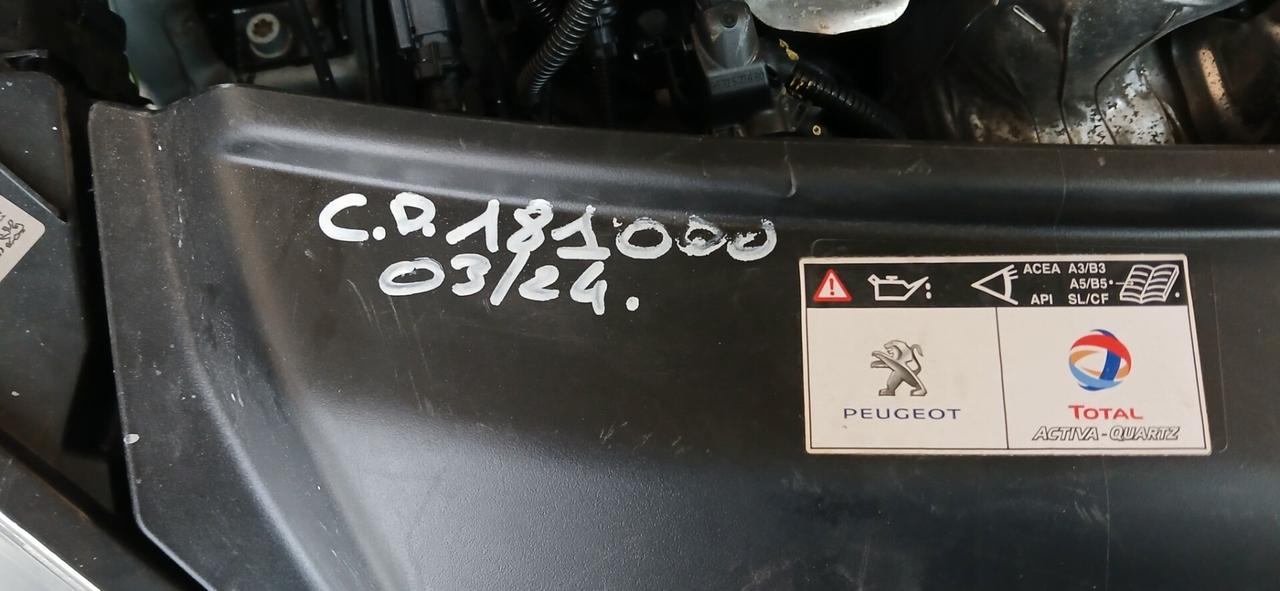 C.D. 181000
03/24.
ACEA A3/B3
A5/B5
API SL/CF
PEUGEOT
TOTAL
ACTIVA-QUARTZ